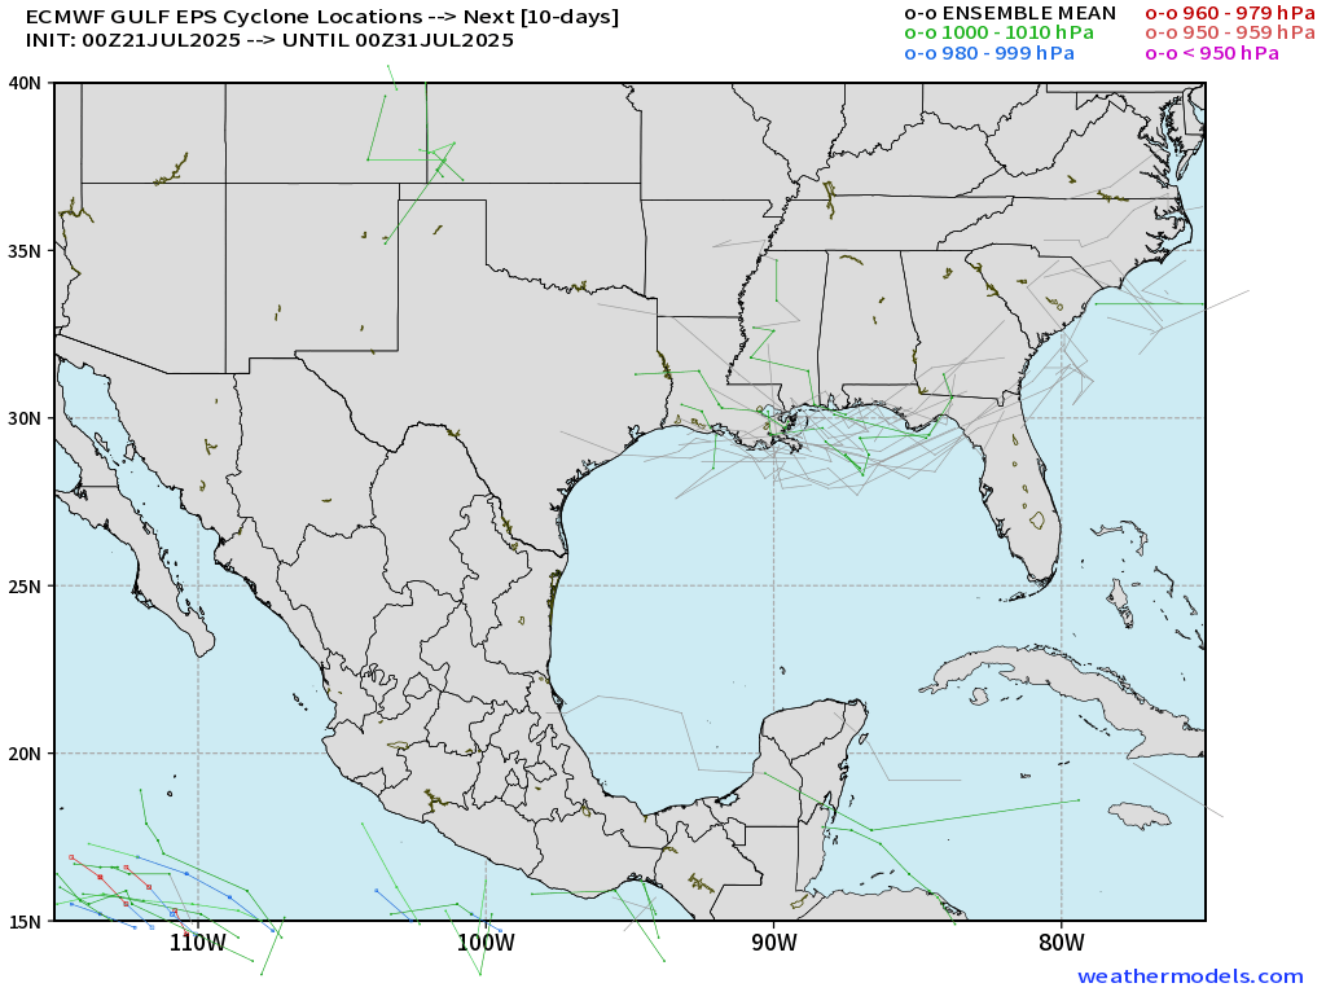 ECMWF GULF EPS Cyclone Locations --> Next [10-days]
INIT: 00Z21JUL2025 --> UNTIL 00Z31JUL2025
o-o ENSEMBLE MEAN
o-o 1000 - 1010 hPa
o-o 980 - 999 hPa
o-o 960 - 979 hPa
o-o 950 - 959 hPa
o-o < 950 hPa
40N
35N
30N
25N
20N
15N
110W
100W
90W
80W
weathermodels.com